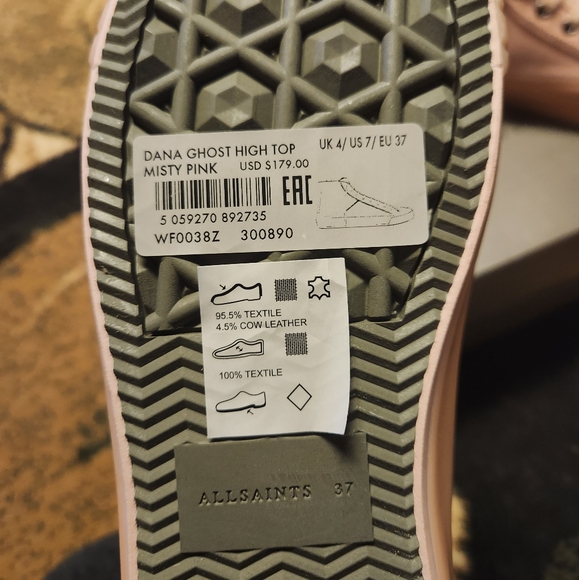 DANA GHOST HIGH TOP UK 4/ US 7/ EU 37
MISTY PINK USD $179.00
EAC
5 059270 892735
WF0038Z 300890
95.5% TEXTILE
4.5% COW LEATHER
100% TEXTILE
ALLSAINTS 37